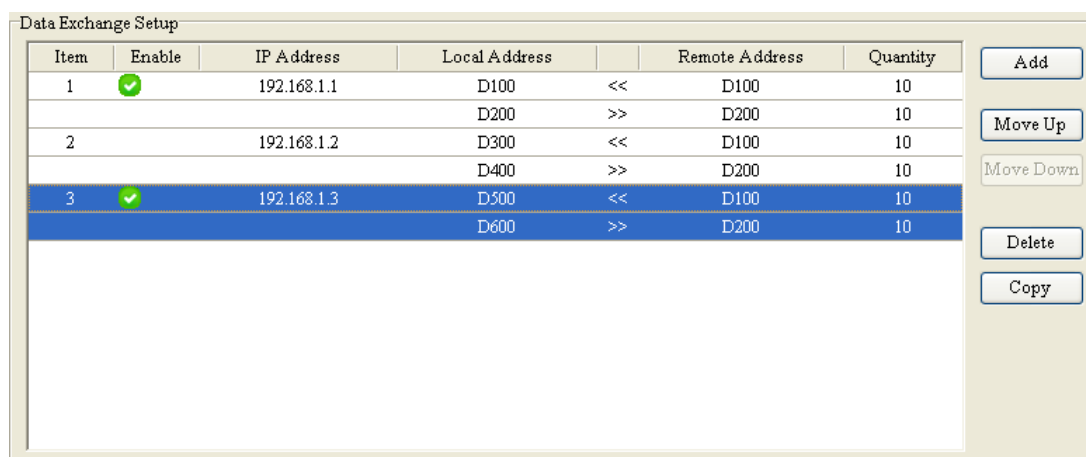 Data Exchange Setup
Item Enable IP Address Local Address Remote Address Quantity
1 192.168.1.1 D100 << D100 10
D200 >> D200 10
2 192.168.1.2 D300 << D100 10
D400 >> D200 10
3 192.168.1.3 D500 << D100 10
D600 >> D200 10
Add
Move Up
Move Down
Delete
Copy